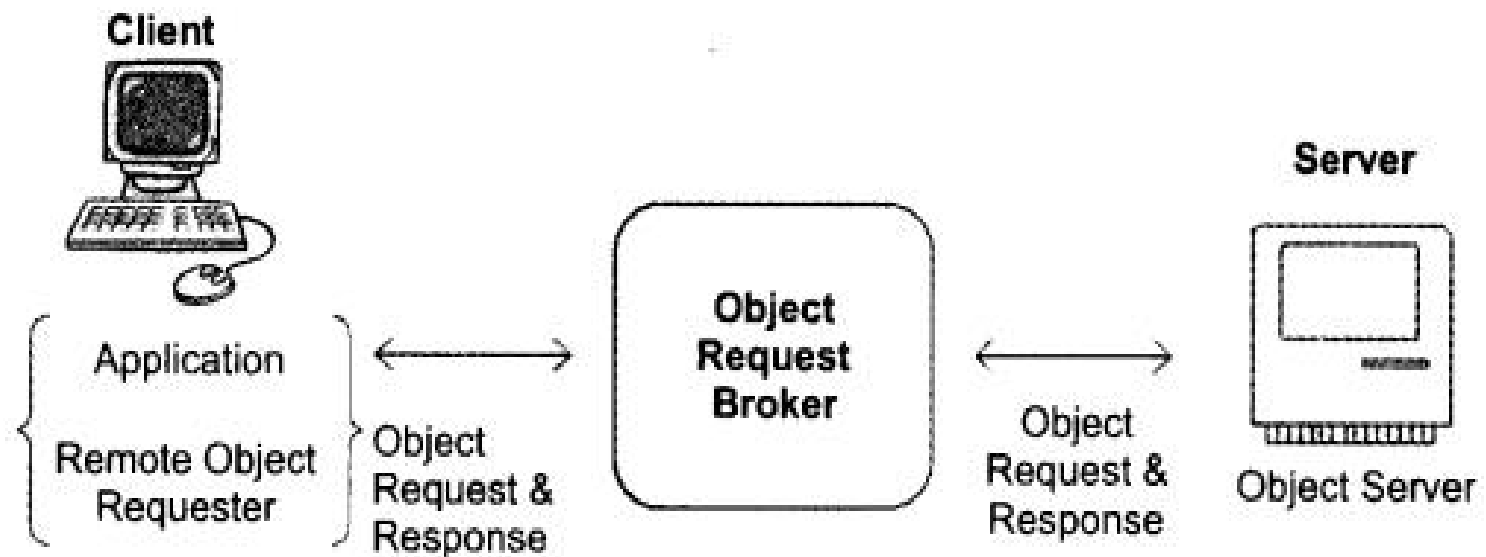 Client
Application
Remote Object
Requester
Object
Request &
Response
Object
Request
Broker
Object
Request &
Response
Server
Object Server